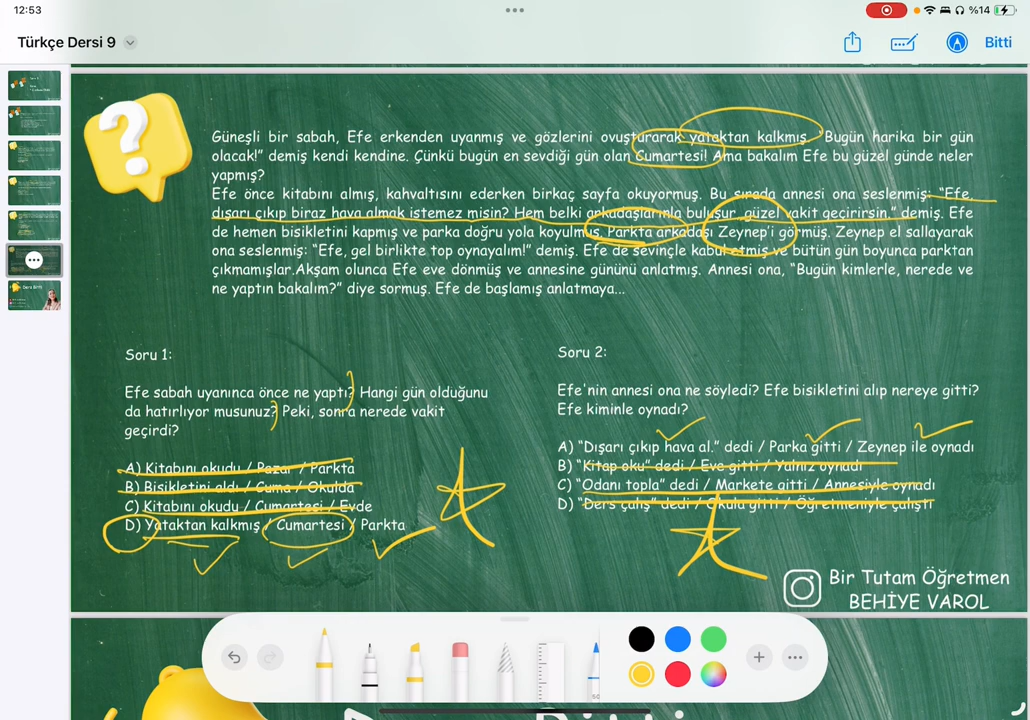 12:53
%14
Türkçe Dersi 9
Bitti
Güneşli bir sabah, Efe erkenden uyanmış ve gözlerini ovuşturarak yataktan kalkmış. "Bugün harika bir gün
olacak!" demiş kendi kendine. Çünkü bugün en sevdiği gün olan Cumartesi! Ama bakalım Efe bu güzel günde neler
yapmış?
Efe önce kitabını almış, kahvaltısını ederken birkaç sayfa okuyormuş. Bu sırada annesi ona seslenmiş: "Efe,
dışarı çıkıp biraz hava almak istemez misin? Hem belki arkadaşlarınla buluşur, güzel vakit geçirirsin." demiş. Efe
de hemen bisikletini kapmış ve parka doğru yola koyulmuş. Parkta arkadaşı Zeynep'i görmüş. Zeynep el sallayarak
ona seslenmiş: "Efe, gel birlikte top oynayalım!" demiş. Efe de sevinçle kabul etmiş ve bütün gün boyunca parktan
çıkmamışlar.Akşam olunca Efe eve dönmüş ve annesine gününü anlatmış. Annesi ona, "Bugün kimlerle, nerede ve
ne yaptın bakalım?" diye sormuş. Efe de başlamış anlatmaya...
Soru 1:
Efe sabah uyanınca önce ne yaptı? Hangi gün olduğunu
da hatırlıyor musunuz? Peki, sonra nerede vakit
geçirdi?
A) Kitabını okudu / Pazar / Parkta
B) Bisikletini aldı / Cuma / Okulda
C) Kitabını okudu / Cumartesi / Evde
D) Yataktan kalkmış / Cumartesi / Parkta
Soru 2:
Efe'nin annesi ona ne söyledi? Efe bisikletini alıp nereye gitti?
Efe kiminle oynadı?
A) "Dışarı çıkıp hava al." dedi / Parka gitti / Zeynep ile oynadı
B) "Kitap oku" dedi / Eve gitti / Yalnız oynadı
C) "Odanı topla" dedi / Markete gitti / Annesiyle oynadı
D) "Ders çalış" dedi / Okula gitti / Öğretmeniyle çalıştı
Bir Tutam Öğretmen
BEHİYE VAROL